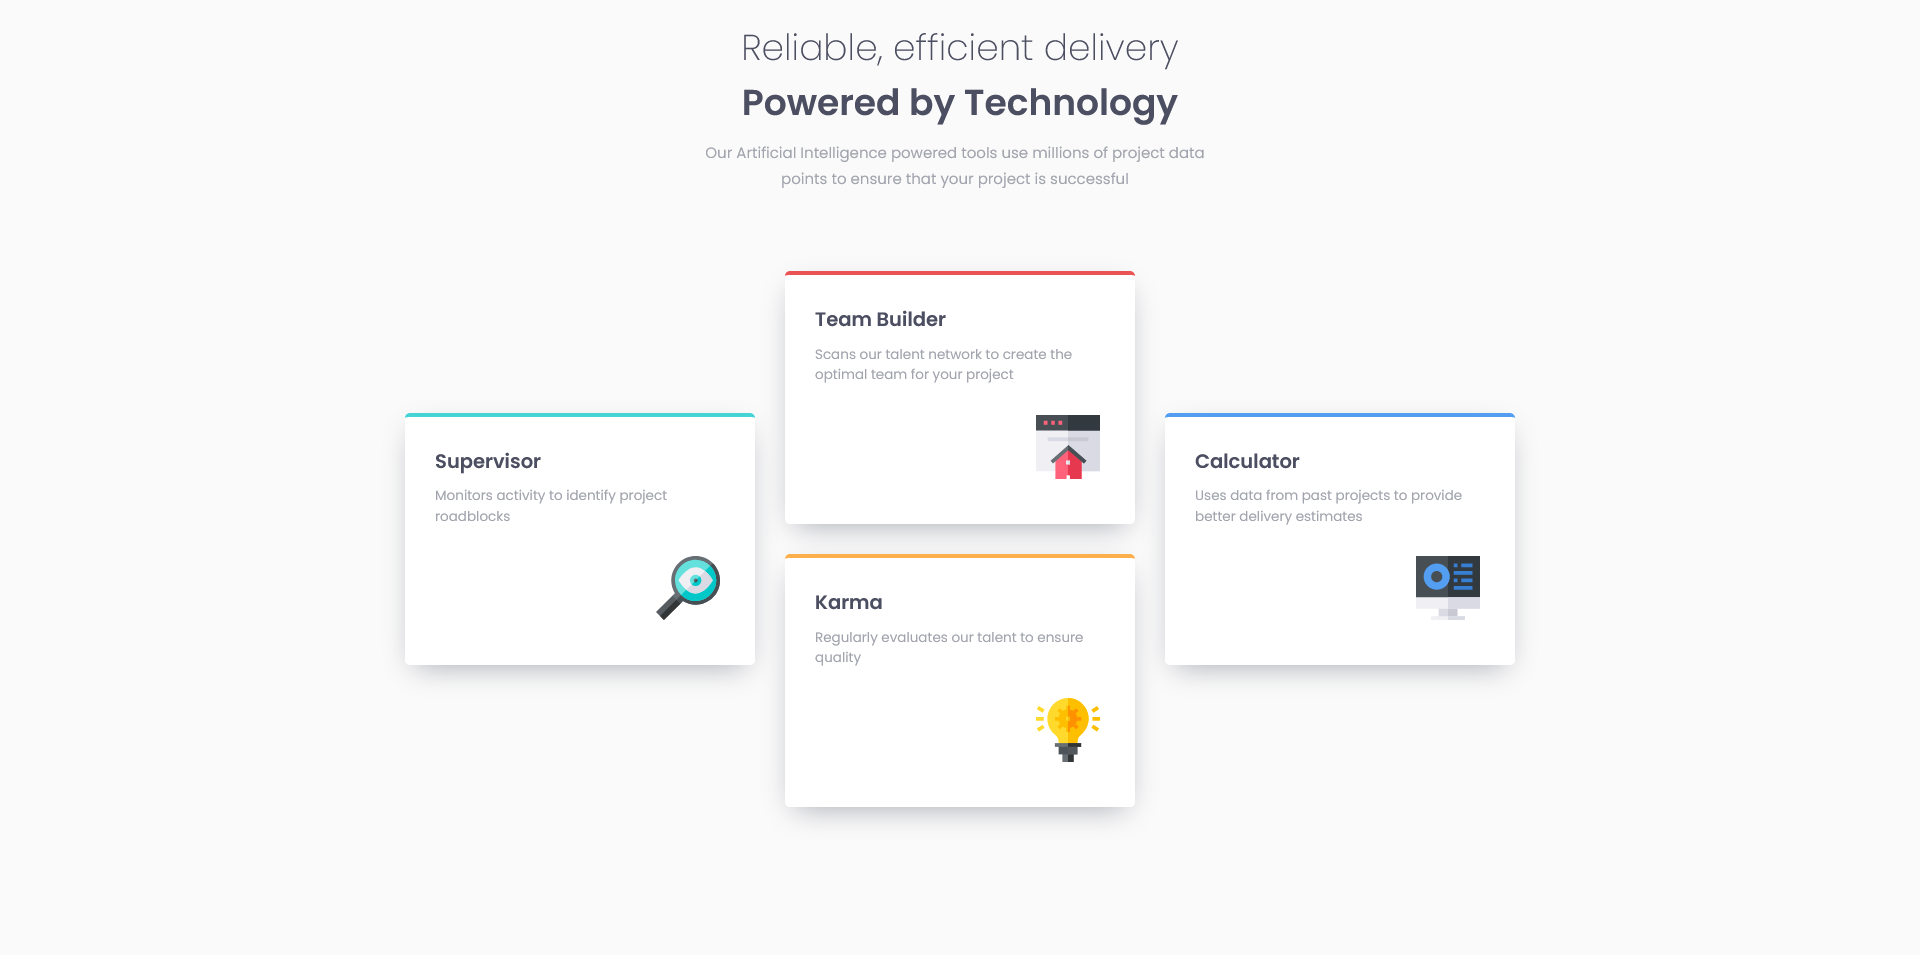 Reliable, efficient delivery
Powered by Technology
Our Artificial Intelligence powered tools use millions of project data
points to ensure that your project is successful
Supervisor
Monitors activity to identify project
roadblocks
Team Builder
Scans our talent network to create the
optimal team for your project
Karma
Regularly evaluates our talent to ensure
quality
Calculator
Uses data from past projects to provide
better delivery estimates